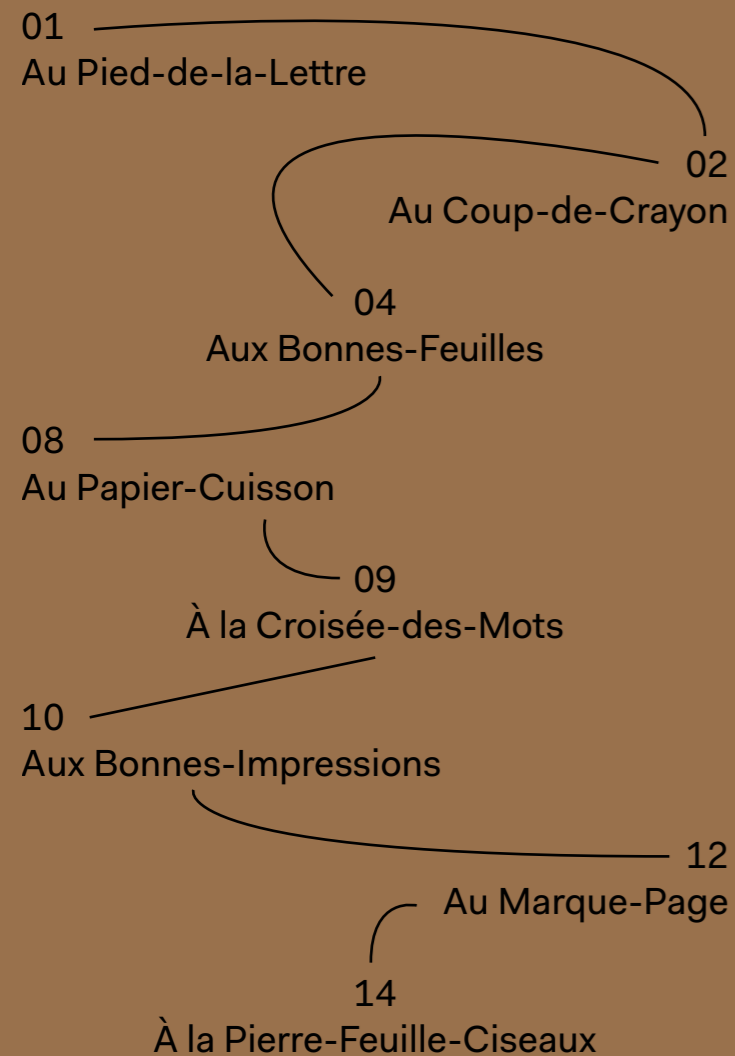 01
Au Pied-de-la-Lettre
02
Au Coup-de-Crayon
04
Aux Bonnes-Feuilles
08
Au Papier-Cuisson
09
À la Croisée-des-Mots
10
Aux Bonnes-Impressions
12
Au Marque-Page
14
À la Pierre-Feuille-Ciseaux